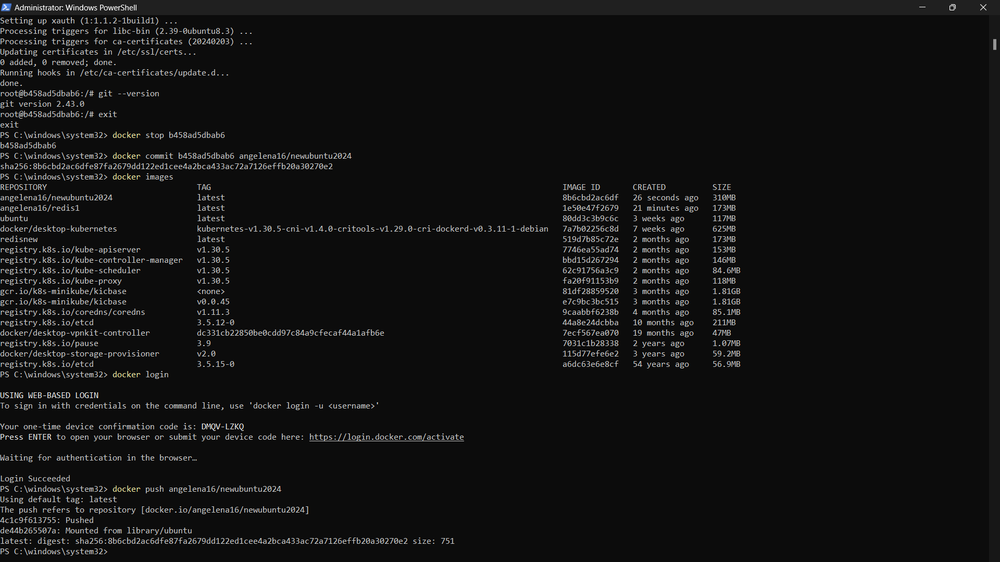 Administrator: Windows PowerShell
Setting up xauth (1:1.1.2-1build1) ...
Processing triggers for libc-bin (2.39-0ubuntu8.3) ...
Processing triggers for ca-certificates (20240203) ...
Updating certificates in /etc/ssl/certs...
0 added, 0 removed; done.
Running hooks in /etc/ca-certificates/update.d...
done.
root@b458ad5dbab6:/# git --version
git version 2.43.0
root@b458ad5dbab6:/# exit
exit
PS C:\windows\system32> docker stop b458ad5dbab6
b458ad5dbab6
PS C:\windows\system32> docker commit b458ad5dbab6 angelena16/newubuntu2024
sha256:8b6cbd2ac6dfe87fa2679dd122ed1cee4a2bca433ac72a7126effb20a30270e2
PS C:\windows\system32> docker images
REPOSITORY TAG IMAGE ID CREATED SIZE
angelena16/newubuntu2024 latest 8b6cbd2ac6df 26 seconds ago 310MB
angelena16/redis1 latest 1e50e47f2679 21 minutes ago 173MB
ubuntu latest 80dd3c3b9c6c 3 weeks ago 117MB
docker/desktop-kubernetes kubernetes-v1.30.5-cni-v1.4.0-critools-v1.29.0-cri-dockerd-v0.3.11-1-debian 7a7b02256c8d 7 weeks ago 625MB
redisnew latest 519d7b85c72e 2 months ago 173MB
registry.k8s.io/kube-apiserver v1.30.5 7746ea55ad74 2 months ago 153MB
registry.k8s.io/kube-controller-manager v1.30.5 bbd15d267294 2 months ago 146MB
registry.k8s.io/kube-scheduler v1.30.5 62c91756a3c9 2 months ago 84.6MB
registry.k8s.io/kube-proxy v1.30.5 fa20f91153b9 2 months ago 118MB
gcr.io/k8s-minikube/kicbase <none> 81df28859520 3 months ago 1.81GB
gcr.io/k8s-minikube/kicbase v0.0.45 e7c9bc3bc515 3 months ago 1.81GB
registry.k8s.io/coredns/coredns v1.11.3 9caabbf6238b 4 months ago 85.1MB
registry.k8s.io/etcd 3.5.12-0 44a8e24dcbba 10 months ago 211MB
docker/desktop-vpnkit-controller dc331cb22850be0cdd97c84a9cfecaf44a1afb6e 7ecf567ea070 19 months ago 47MB
registry.k8s.io/pause 3.9 7031c1b28338 2 years ago 1.07MB
docker/desktop-storage-provisioner v2.0 115d77efe6e2 3 years ago 59.2MB
registry.k8s.io/etcd 3.5.15-0 a6dc63e6e8cf 54 years ago 56.9MB
PS C:\windows\system32> docker login
USING WEB-BASED LOGIN
To sign in with credentials on the command line, use 'docker login -u <username>'
Your one-time device confirmation code is: DMQV-LZKQ
Press ENTER to open your browser or submit your device code here: https://login.docker.com/activate
Waiting for authentication in the browser…
Login Succeeded
PS C:\windows\system32> docker push angelena16/newubuntu2024
Using default tag: latest
The push refers to repository [docker.io/angelena16/newubuntu2024]
4c1c9f613755: Pushed
de44b265507a: Mounted from library/ubuntu
latest: digest: sha256:8b6cbd2ac6dfe87fa2679dd122ed1cee4a2bca433ac72a7126effb20a30270e2 size: 751
PS C:\windows\system32>